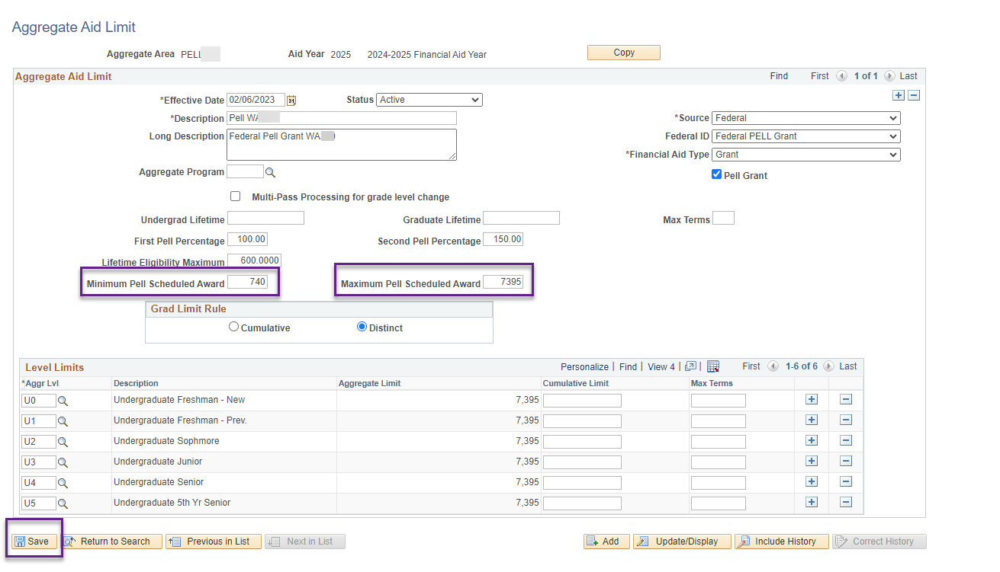 Aggregate Aid Limit
Aggregate Area PELL Aid Year 2025 2024-2025 Financial Aid Year Copy
Aggregate Aid Limit Find First 1 of 1 Last
*Effective Date 02/06/2023 31 Status Active
*Description Pell WA *Source Federal
Long Description Federal Pell Grant WA Federal ID Federal PELL Grant
*Financial Aid Type Grant
Aggregate Program Pell Grant
Multi-Pass Processing for grade level change
Undergrad Lifetime Graduate Lifetime Max Terms
First Pell Percentage 100.00 Second Pell Percentage 150.00
Lifetime Eligibility Maximum 600.0000
Minimum Pell Scheduled Award 740 Maximum Pell Scheduled Award 7395
Grad Limit Rule
Cumulative Distinct
Level Limits Personalize | Find | View 4 | | First 1-6 of 6 Last
*Aggr Lvl Description Aggregate Limit Cumulative Limit Max Terms
U0 Undergraduate Freshman - New 7,395
U1 Undergraduate Freshman - Prev. 7,395
U2 Undergraduate Sophmore 7,395
U3 Undergraduate Junior 7,395
U4 Undergraduate Senior 7,395
U5 Undergraduate 5th Yr Senior 7,395
Save Return to Search Previous in List Next in List Add Update/Display Include History Correct History